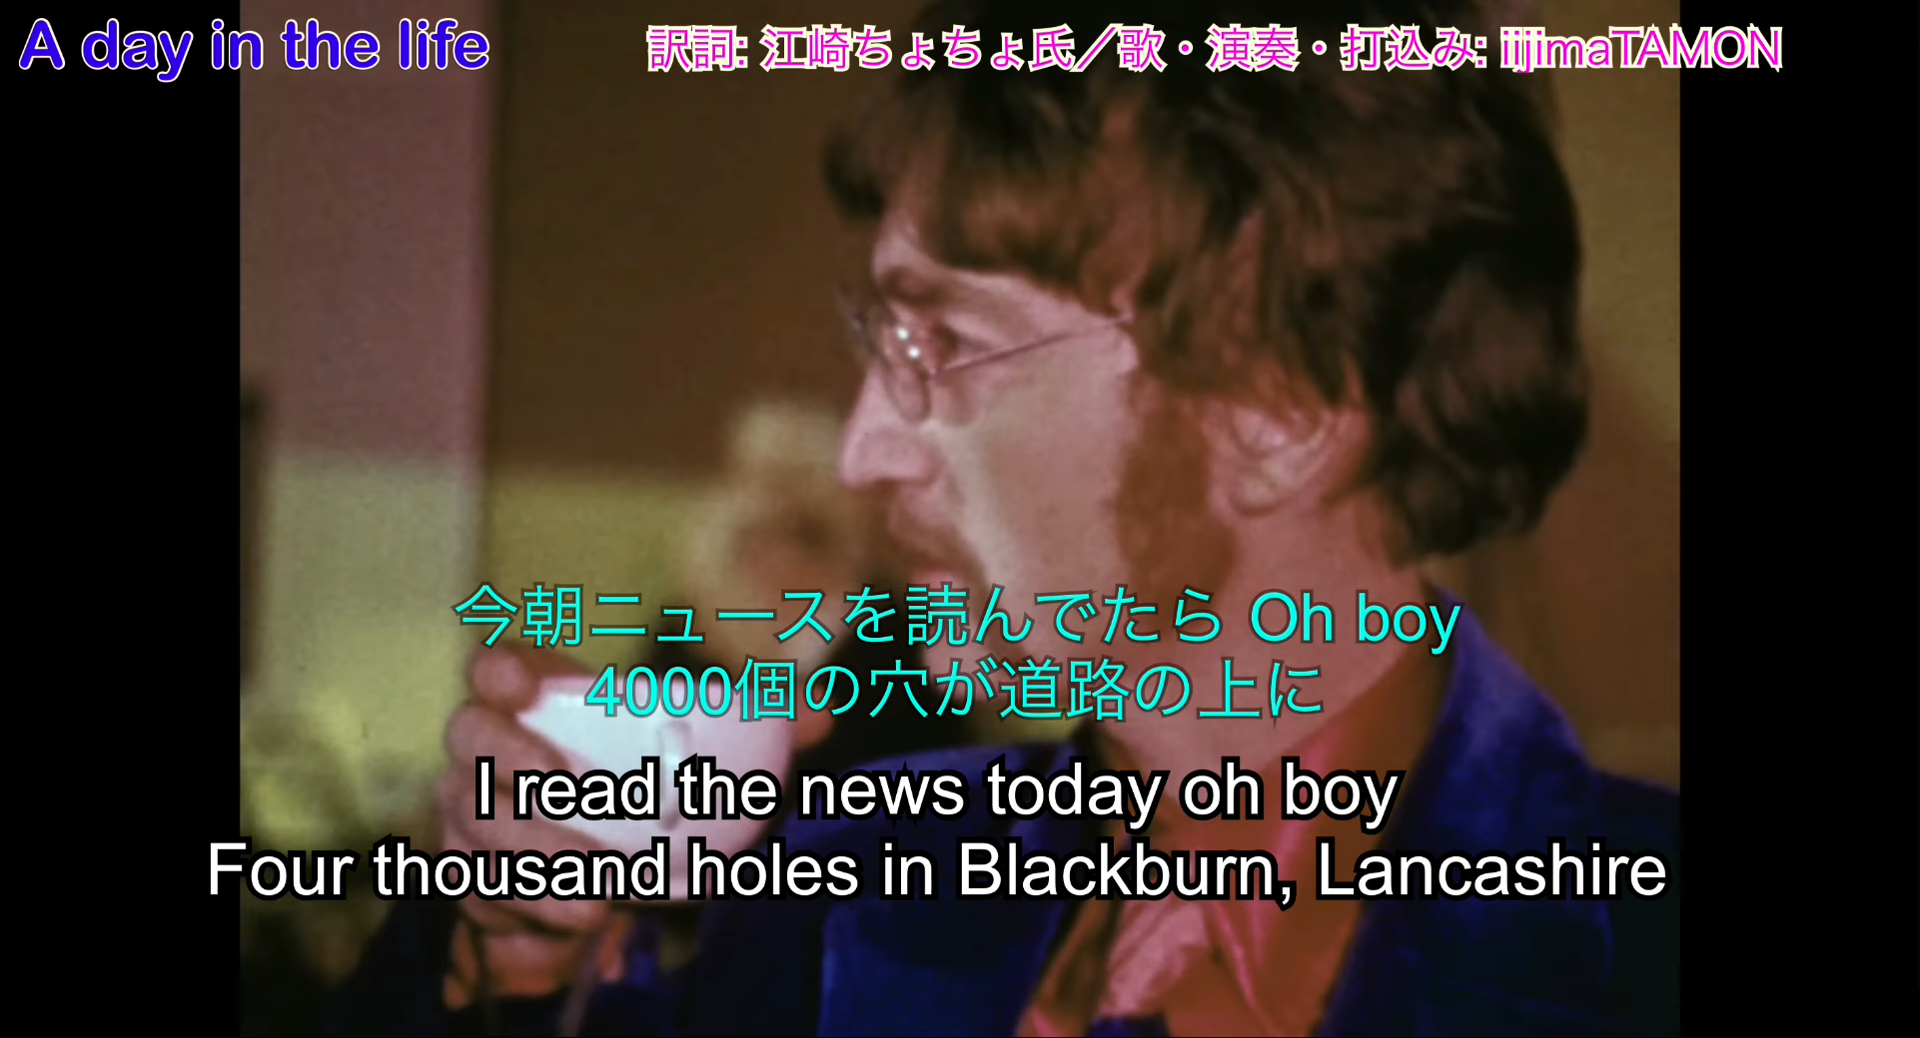 A day in the life
訳詞: 江崎ちょちょ氏／歌・演奏・打込み: iijimaTAMON
今朝ニュースを読んでたら Oh boy
4000個の穴が道路の上に
I read the news today oh boy
Four thousand holes in Blackburn, Lancashire